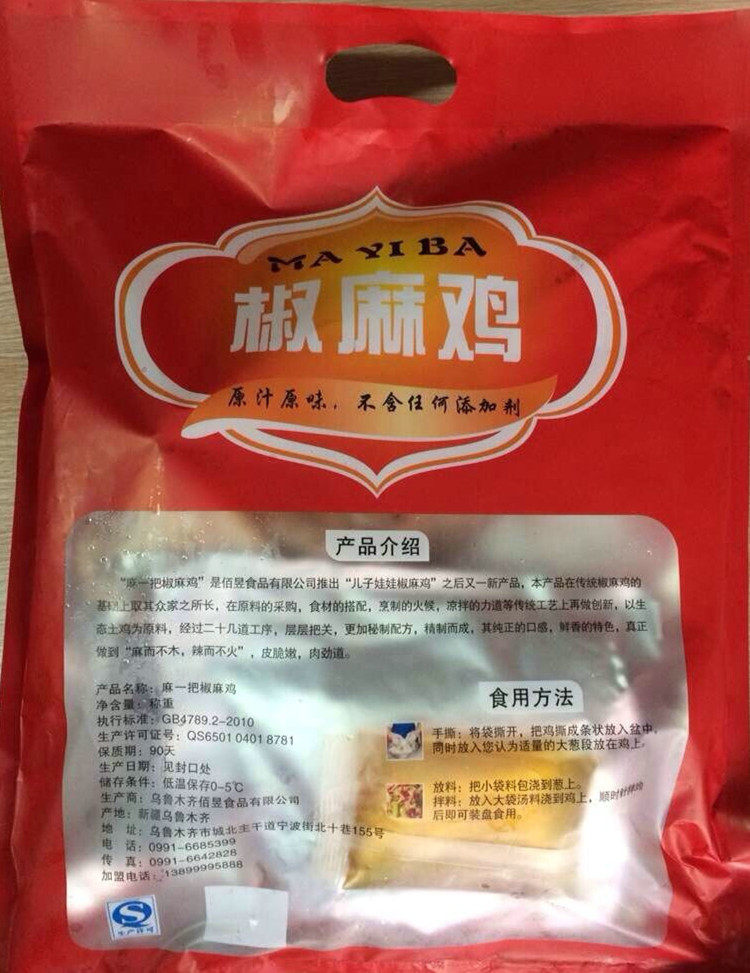 MA YI BA
椒麻鸡
原汁原味，不含任何添加剂
产品介绍
“麻一把椒麻鸡”是佰昱食品有限公司推出“儿子娃娃椒麻鸡”之后又一新产品，本产品在传统椒麻鸡的
基础上取其众家之所长，在原料的采购，食材的搭配，烹制的火候，凉拌的力道等传统工艺上再做创新，以生
态土鸡为原料，经过二十几道工序，层层把关，更加秘制配方，精制而成，其纯正的口感，鲜香的特色，真正
做到“麻而不木，辣而不火”，皮脆嫩，肉劲道。
产品名称：麻一把椒麻鸡
净含量：称重
执行标准：GB4789.2-2010
生产许可证号：QS6501 0401 8781
保质期：90天
生产日期：见封口处
储存条件：低温保存0-5℃
生产商：乌鲁木齐佰昱食品有限公司
产地：新疆乌鲁木齐
地 址：乌鲁木齐市城北主干道宁波街北十巷155号
电 话：0991-6685399
传 真：0991-6642828
加盟电话：13899995888
食用方法
手撕：将袋撕开，把鸡撕成条状放入盆中，
同时放入您认为适量的大葱段放在鸡上。
放料：把小袋料包浇到葱上。
拌料：放入大袋汤料浇到鸡上，顺时针拌的
后即可装盘食用。
生产许可